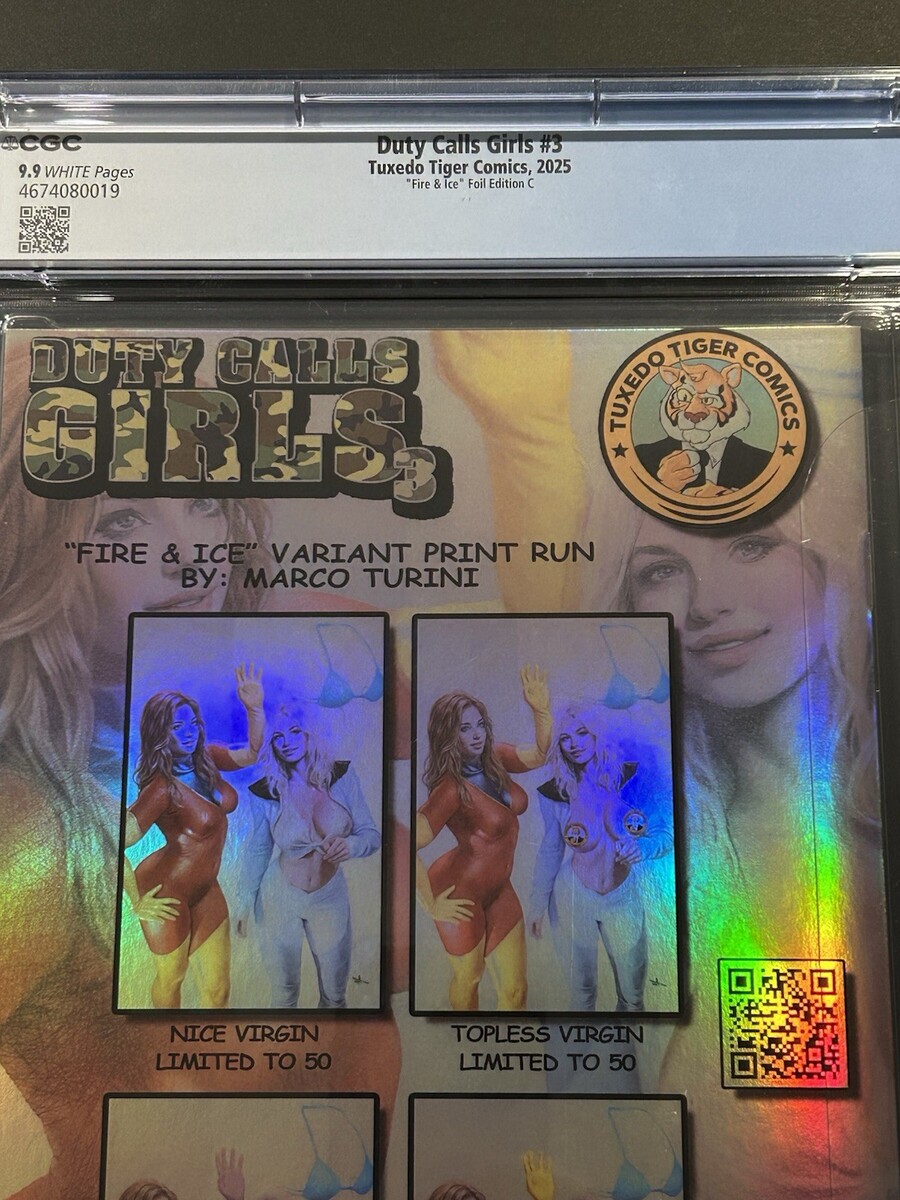 CGC
Duty Calls Girls #3
9.9 WHITE Pages
Tuxedo Tiger Comics, 2025
4674080019
"Fire & Ice" Foil Edition C
DUTY CALLS
GIRLS
3
TUXEDO TIGER COMICS
“FIRE & ICE” VARIANT PRINT RUN
BY: MARCO TURINI
NICE VIRGIN
LIMITED TO 50
TOPLESS VIRGIN
LIMITED TO 50